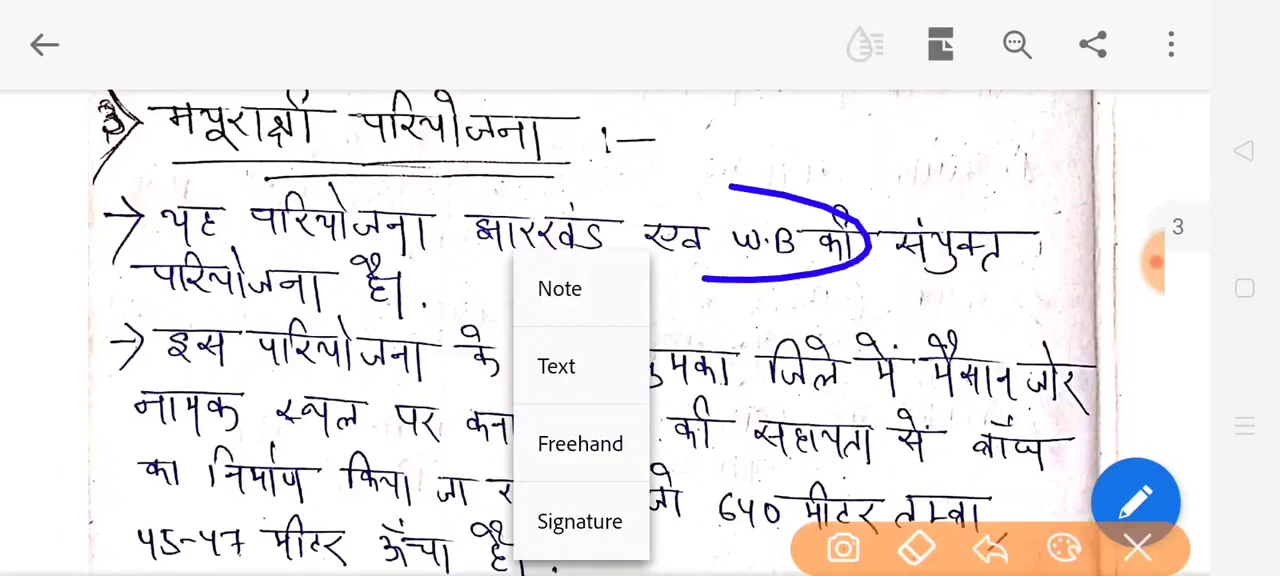 3) मयूराक्षी परियोजना :—
→ यह परियोजना झारखंड एव W.B की संयुक्त
3
परियोजना है।.
Note
→ इस परियोजना के मका जिले में मैसानजोर
Text
नामक स्थल पर कना की सहायता से बाँध
Freehand
का निर्माण किया जा र जो 640 मीटर लम्बा
Signature
45-47 मीटर ऊँचा है.